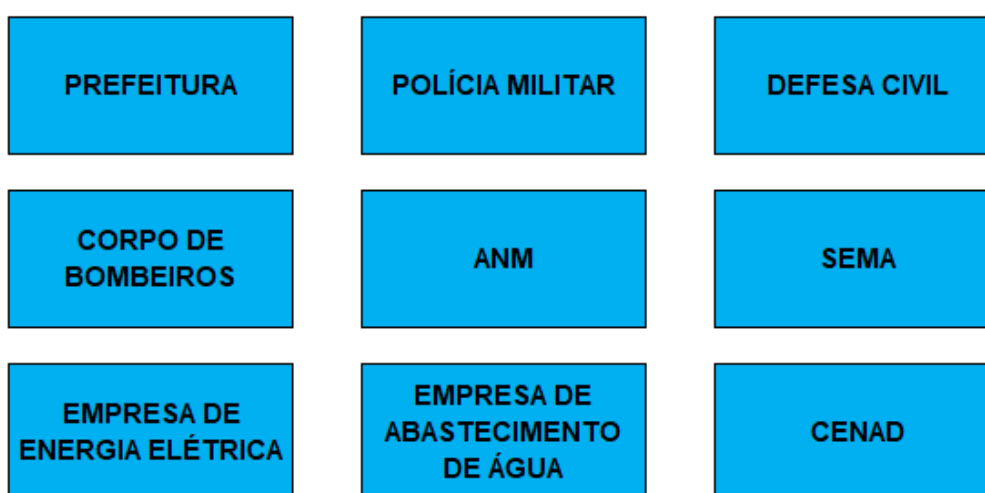 PREFEITURA
POLÍCIA MILITAR
DEFESA CIVIL
CORPO DE
BOMBEIROS
ANM
SEMA
EMPRESA DE
ENERGIA ELÉTRICA
EMPRESA DE
ABASTECIMENTO
DE ÁGUA
CENAD